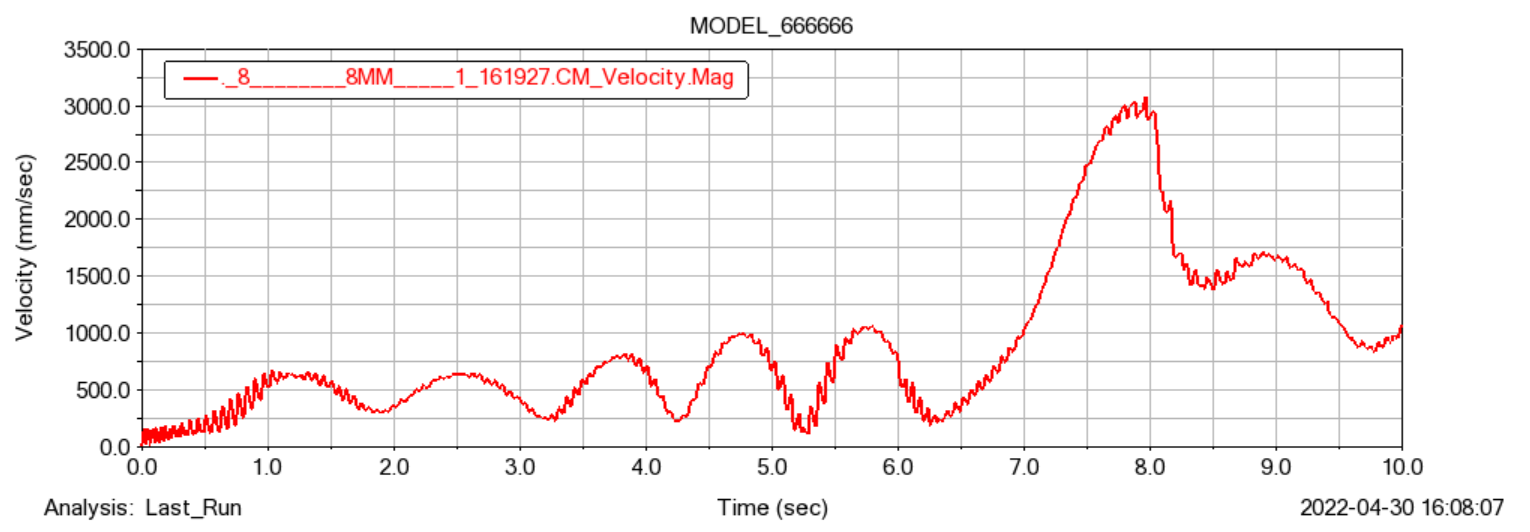 MODEL_666666
._8________8MM_____1_161927.CM_Velocity.Mag
Velocity (mm/sec)
3500.0
3000.0
2500.0
2000.0
1500.0
1000.0
500.0
0.0
0.0 1.0 2.0 3.0 4.0 5.0 6.0 7.0 8.0 9.0 10.0
Analysis: Last_Run Time (sec) 2022-04-30 16:08:07